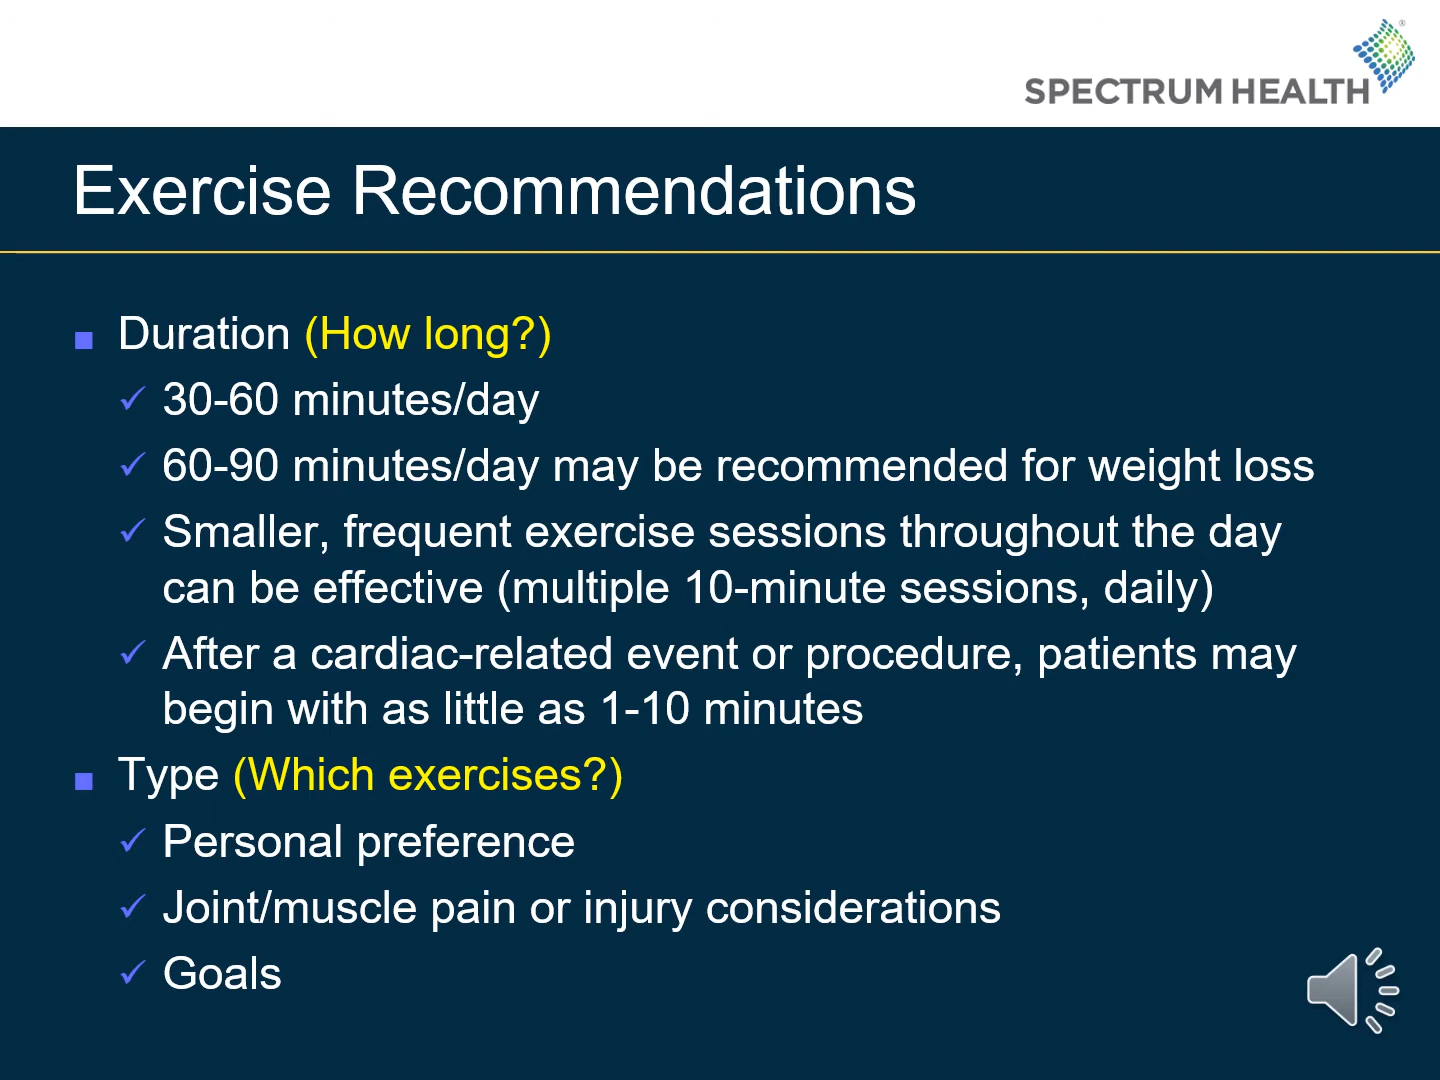 SPECTRUM HEALTH®
Exercise Recommendations
Duration (How long?)
30-60 minutes/day
60-90 minutes/day may be recommended for weight loss
Smaller, frequent exercise sessions throughout the day
can be effective (multiple 10-minute sessions, daily)
After a cardiac-related event or procedure, patients may
begin with as little as 1-10 minutes
Type (Which exercises?)
Personal preference
Joint/muscle pain or injury considerations
Goals